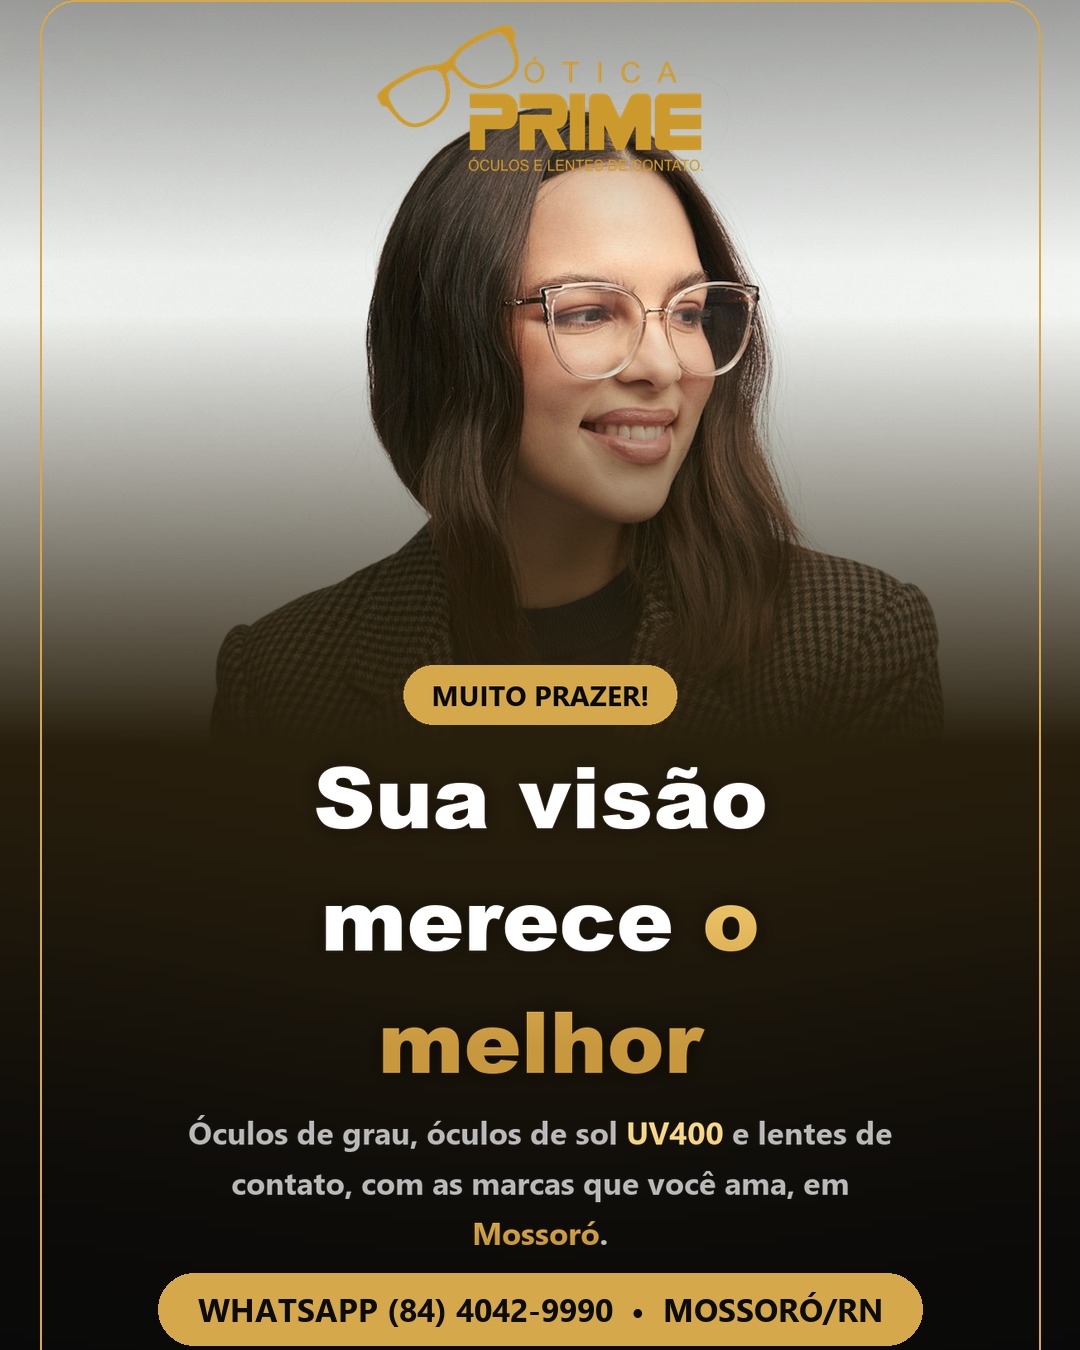 ÓTICA
PRIME
ÓCULOS E LENTES DE CONTATO.
MUITO PRAZER!
Sua visão
merece o
melhor
Óculos de grau, óculos de sol UV400 e lentes de
contato, com as marcas que você ama, em
Mossoró.
WHATSAPP (84) 4042-9990 • MOSSORÓ/RN